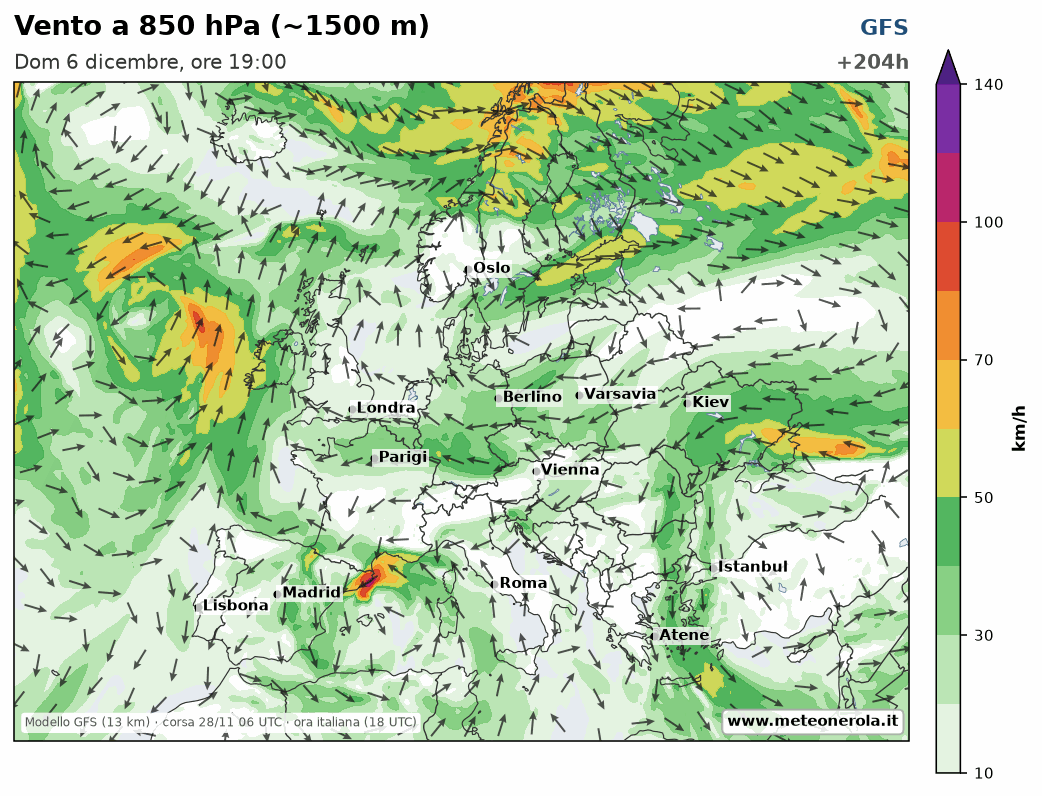 Vento a 850 hPa (~1500 m)
GFS
Dom 6 dicembre, ore 19:00
+204h
140
100
70
50
30
10
km/h
Oslo
Londra
Berlino
Varsavia
Kiev
Parigi
Vienna
Istanbul
Roma
Madrid
Lisbona
Atene
Modello GFS (13 km) · corsa 28/11 06 UTC · ora italiana (18 UTC)
www.meteonerola.it